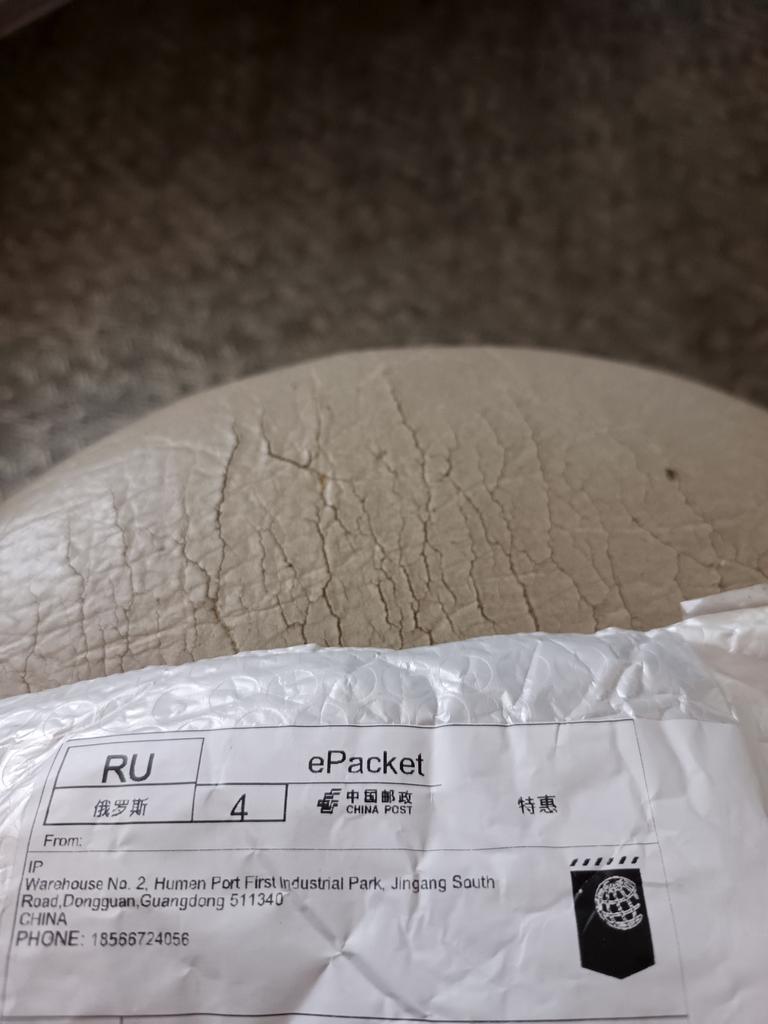 RU
ePacket
俄罗斯
4
中国邮政
CHINA POST
特惠
From:
IP
Warehouse No. 2, Humen Port First Industrial Park, Jingang South
Road,Dongguan,Guangdong 511340
CHINA
PHONE: 18566724056